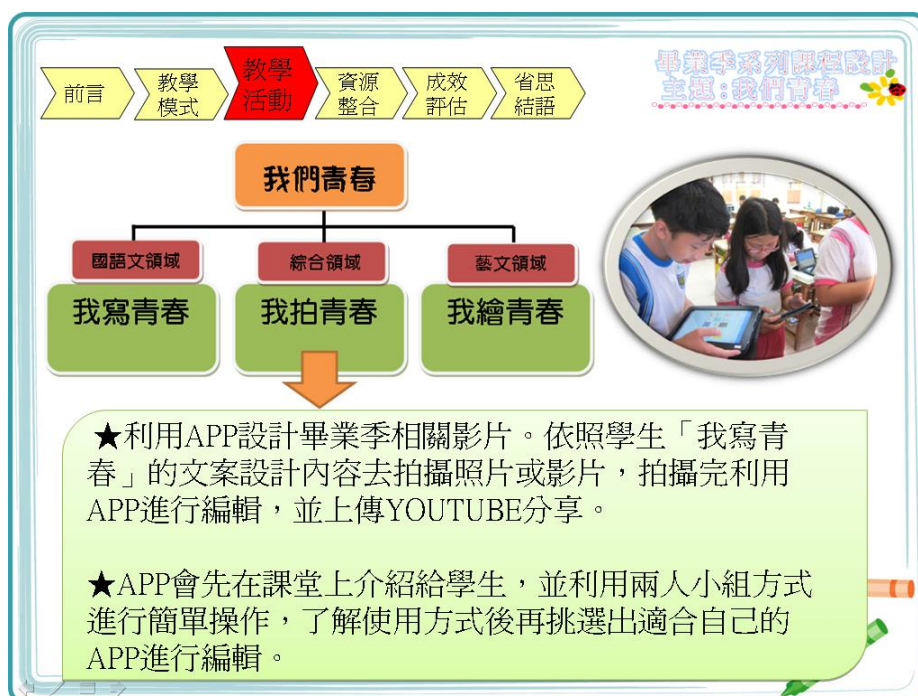 前言
教學
模式
教學
活動
資源
整合
成效
評估
省思
結語
畢業季系列課程設計
主題:我們青春
我們青春
國語文領域
綜合領域
藝文領域
我寫青春
我拍青春
我繪青春
★利用APP設計畢業季相關影片。依照學生「我寫青
春」的文案設計內容去拍攝照片或影片，拍攝完利用
APP進行編輯，並上傳YOUTUBE分享。
★APP會先在課堂上介紹給學生，並利用兩人小組方式
進行簡單操作，了解使用方式後再挑選出適合自己的
APP進行編輯。